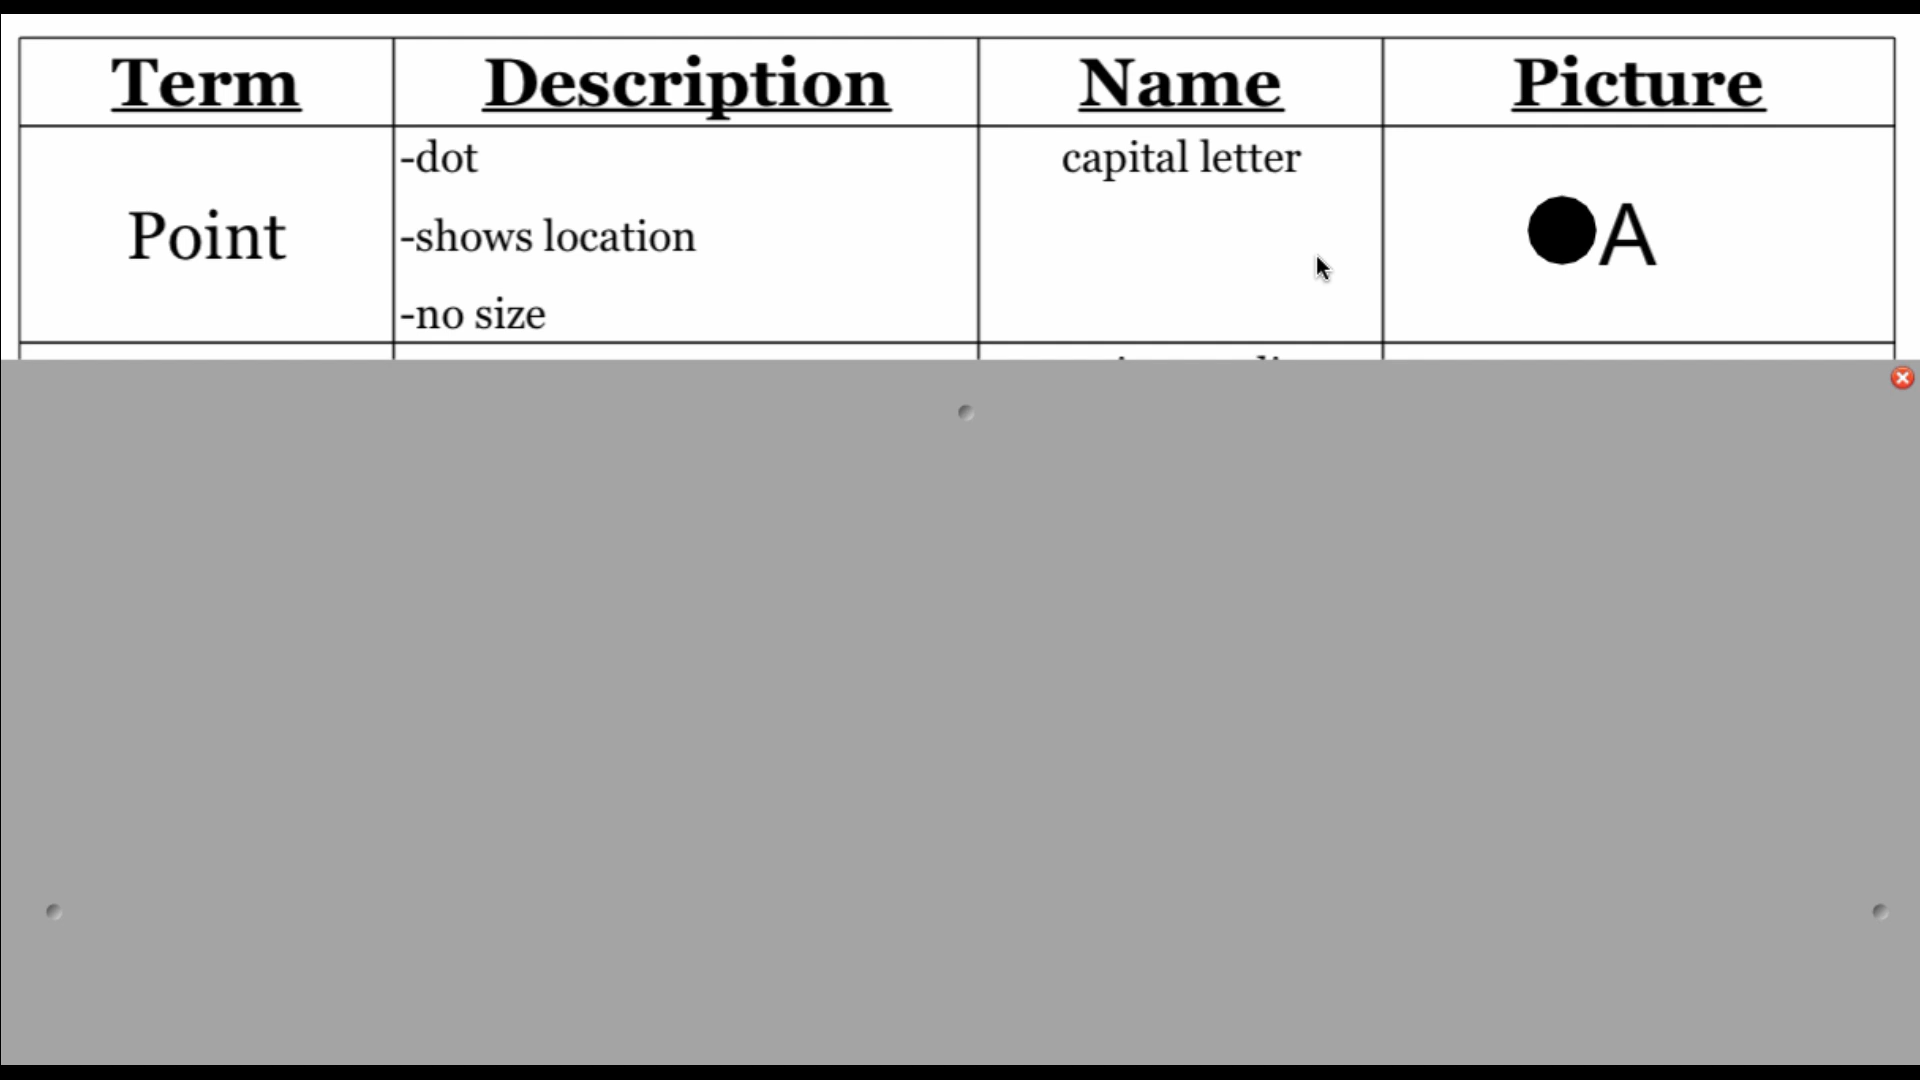 Term Description Name Picture
Point
-dot
-shows location
-no size
capital letter
A